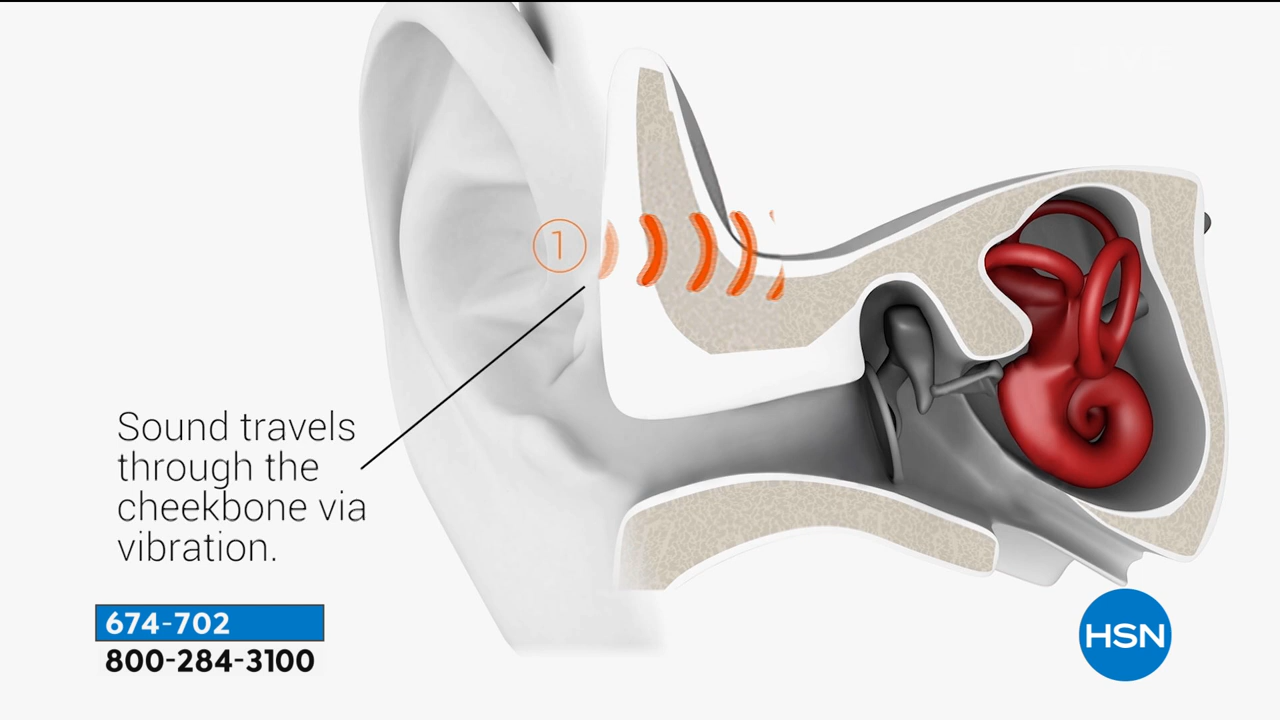 1
Sound travels
through the
cheekbone via
vibration.
674-702
800-284-3100
HSN